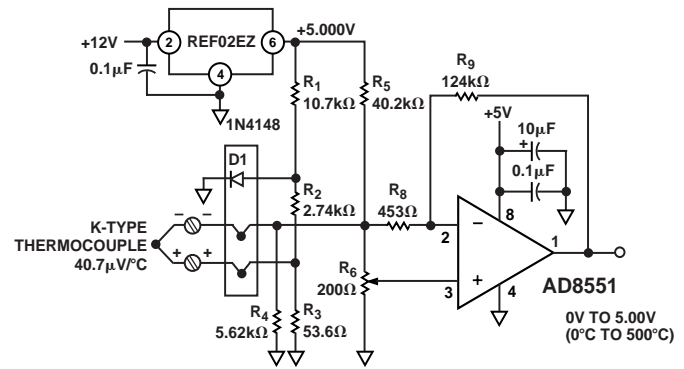 +12V
2
REF02EZ
6
+5.000V
0.1μF
4
1N4148
R1
10.7kΩ
R5
40.2kΩ
R9
124kΩ
+5V
10μF
+
0.1μF
D1
R2
2.74kΩ
R8
453Ω
8
K-TYPE
THERMOCOUPLE
40.7μV/°C
– –
+ +
2
–
1
R6
200Ω
3
+
4
AD8551
R4
5.62kΩ
R3
53.6Ω
0V TO 5.00V
(0°C TO 500°C)